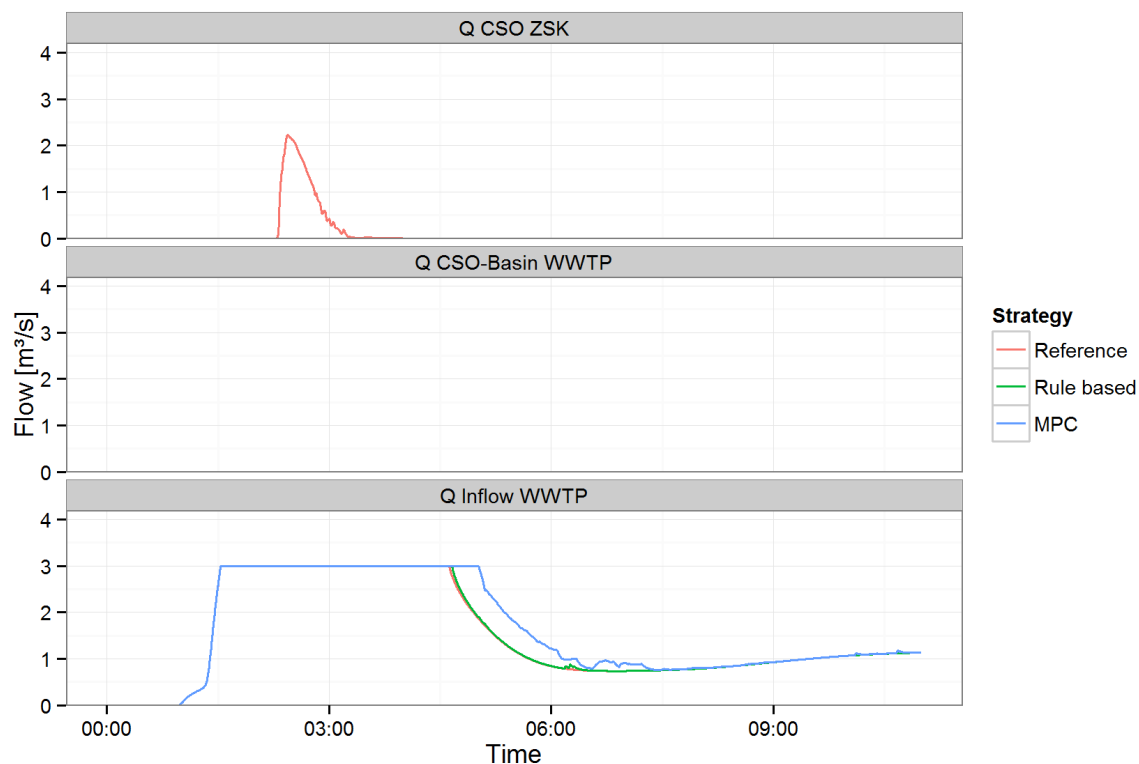 Q CSO ZSK
4
3
2
1
0
Q CSO-Basin WWTP
4
3
2
1
0
Flow [m³/s]
Q Inflow WWTP
4
3
2
1
0
00:00 03:00 06:00 09:00
Time
Strategy
Reference
Rule based
MPC